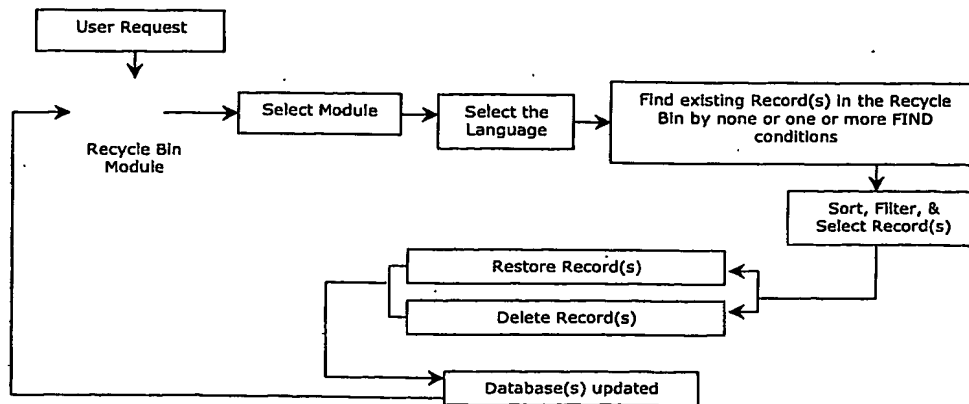 User Request
Recycle Bin
Module
Select Module
Select the
Language
Find existing Record(s) in the Recycle
Bin by none or one or more FIND
conditions
Sort, Filter, &
Select Record(s)
Restore Record(s)
Delete Record(s)
Database(s) updated